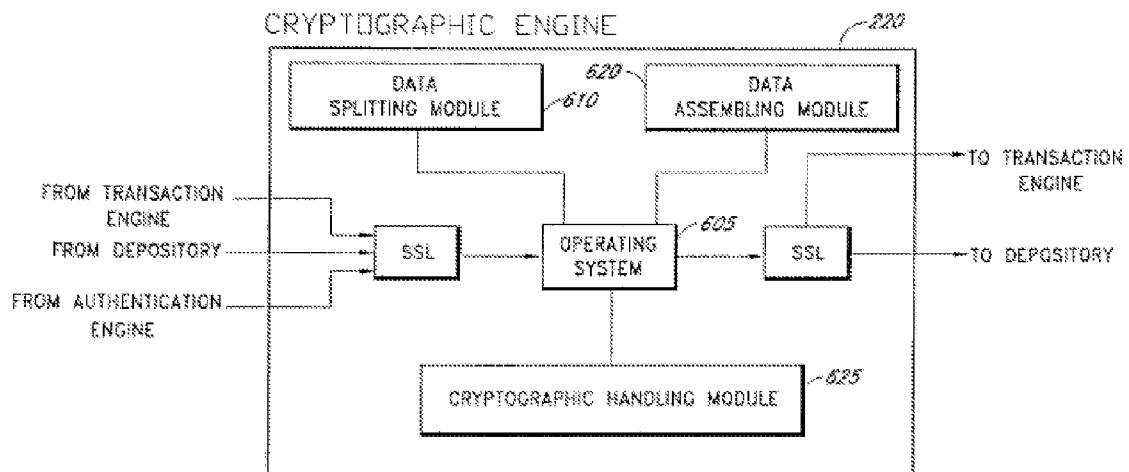 CRYPTOGRAPHIC ENGINE
220
DATA
SPLITTING MODULE
610
620
DATA
ASSEMBLING MODULE
FROM TRANSACTION
ENGINE
FROM DEPOSITORY
FROM AUTHENTICATION
ENGINE
SSL
OPERATING
SYSTEM
605
SSL
TO TRANSACTION
ENGINE
TO DEPOSITORY
CRYPTOGRAPHIC HANDLING MODULE
625